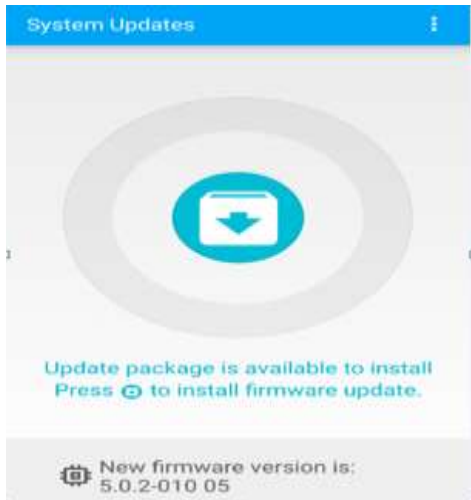 System Updates
Update package is available to install
Press to install firmware update.
New firmware version is:
5.0.2-010 05